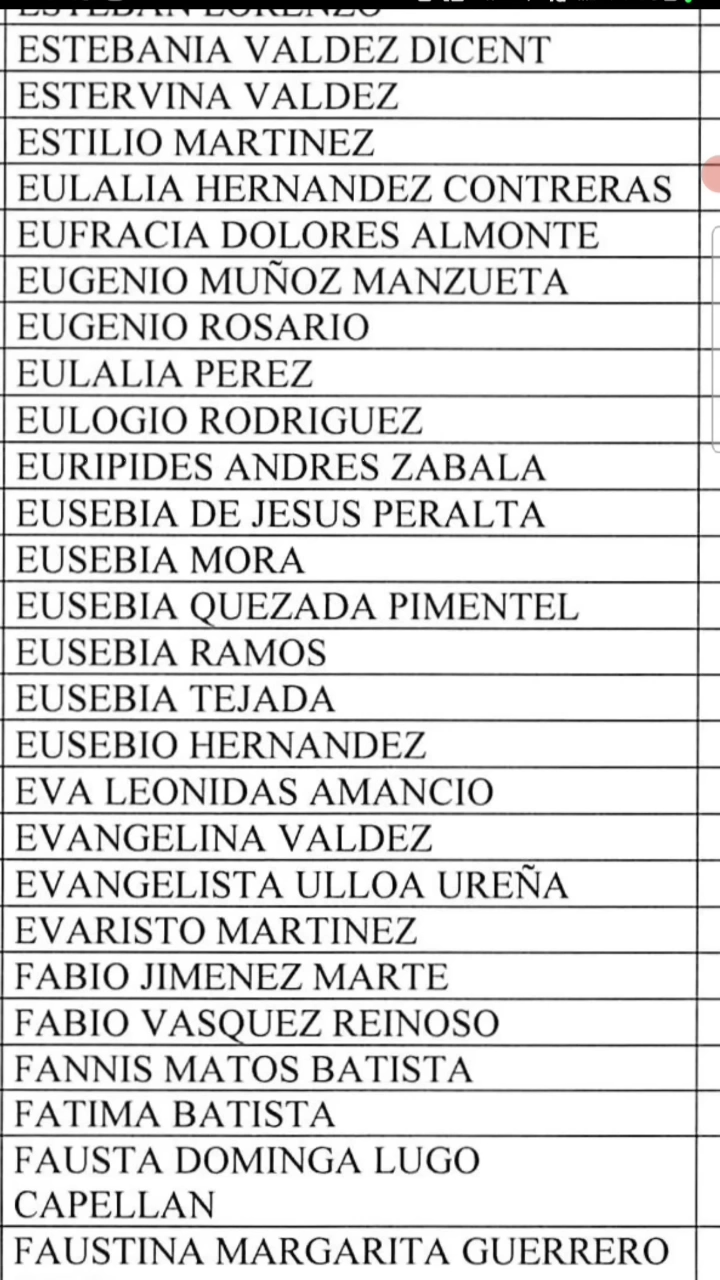 ESTEBAN LORENZO
ESTEBANIA VALDEZ DICENT
ESTERVINA VALDEZ
ESTILIO MARTINEZ
EULALIA HERNANDEZ CONTRERAS
EUFRACIA DOLORES ALMONTE
EUGENIO MUÑOZ MANZUETA
EUGENIO ROSARIO
EULALIA PEREZ
EULOGIO RODRIGUEZ
EURIPIDES ANDRES ZABALA
EUSEBIA DE JESUS PERALTA
EUSEBIA MORA
EUSEBIA QUEZADA PIMENTEL
EUSEBIA RAMOS
EUSEBIA TEJADA
EUSEBIO HERNANDEZ
EVA LEONIDAS AMANCIO
EVANGELINA VALDEZ
EVANGELISTA ULLOA UREÑA
EVARISTO MARTINEZ
FABIO JIMENEZ MARTE
FABIO VASQUEZ REINOSO
FANNIS MATOS BATISTA
FATIMA BATISTA
FAUSTA DOMINGA LUGO
CAPELLAN
FAUSTINA MARGARITA GUERRERO